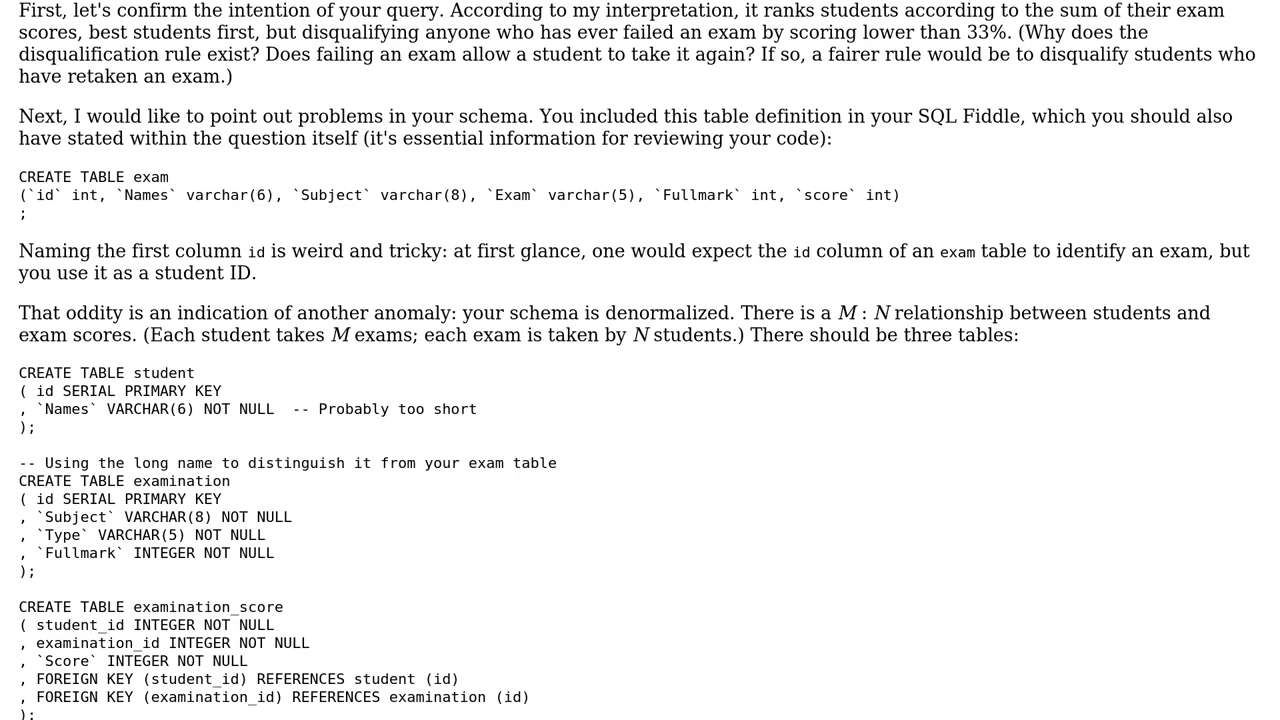 First, let's confirm the intention of your query. According to my interpretation, it ranks students according to the sum of their exam
scores, best students first, but disqualifying anyone who has ever failed an exam by scoring lower than 33%. (Why does the
disqualification rule exist? Does failing an exam allow a student to take it again? If so, a fairer rule would be to disqualify students who
have retaken an exam.)
Next, I would like to point out problems in your schema. You included this table definition in your SQL Fiddle, which you should also
have stated within the question itself (it's essential information for reviewing your code):
CREATE TABLE exam
(`id` int, `Names` varchar(6), `Subject` varchar(8), `Exam` varchar(5), `Fullmark` int, `score` int)
;
Naming the first column id is weird and tricky: at first glance, one would expect the id column of an exam table to identify an exam, but
you use it as a student ID.
That oddity is an indication of another anomaly: your schema is denormalized. There is a M : N relationship between students and
exam scores. (Each student takes M exams; each exam is taken by N students.) There should be three tables:
CREATE TABLE student
( id SERIAL PRIMARY KEY
, `Names` VARCHAR(6) NOT NULL  -- Probably too short
);
-- Using the long name to distinguish it from your exam table
CREATE TABLE examination
( id SERIAL PRIMARY KEY
, `Subject` VARCHAR(8) NOT NULL
, `Type` VARCHAR(5) NOT NULL
, `Fullmark` INTEGER NOT NULL
);
CREATE TABLE examination_score
( student_id INTEGER NOT NULL
, examination_id INTEGER NOT NULL
, `Score` INTEGER NOT NULL
, FOREIGN KEY (student_id) REFERENCES student (id)
, FOREIGN KEY (examination_id) REFERENCES examination (id)
);